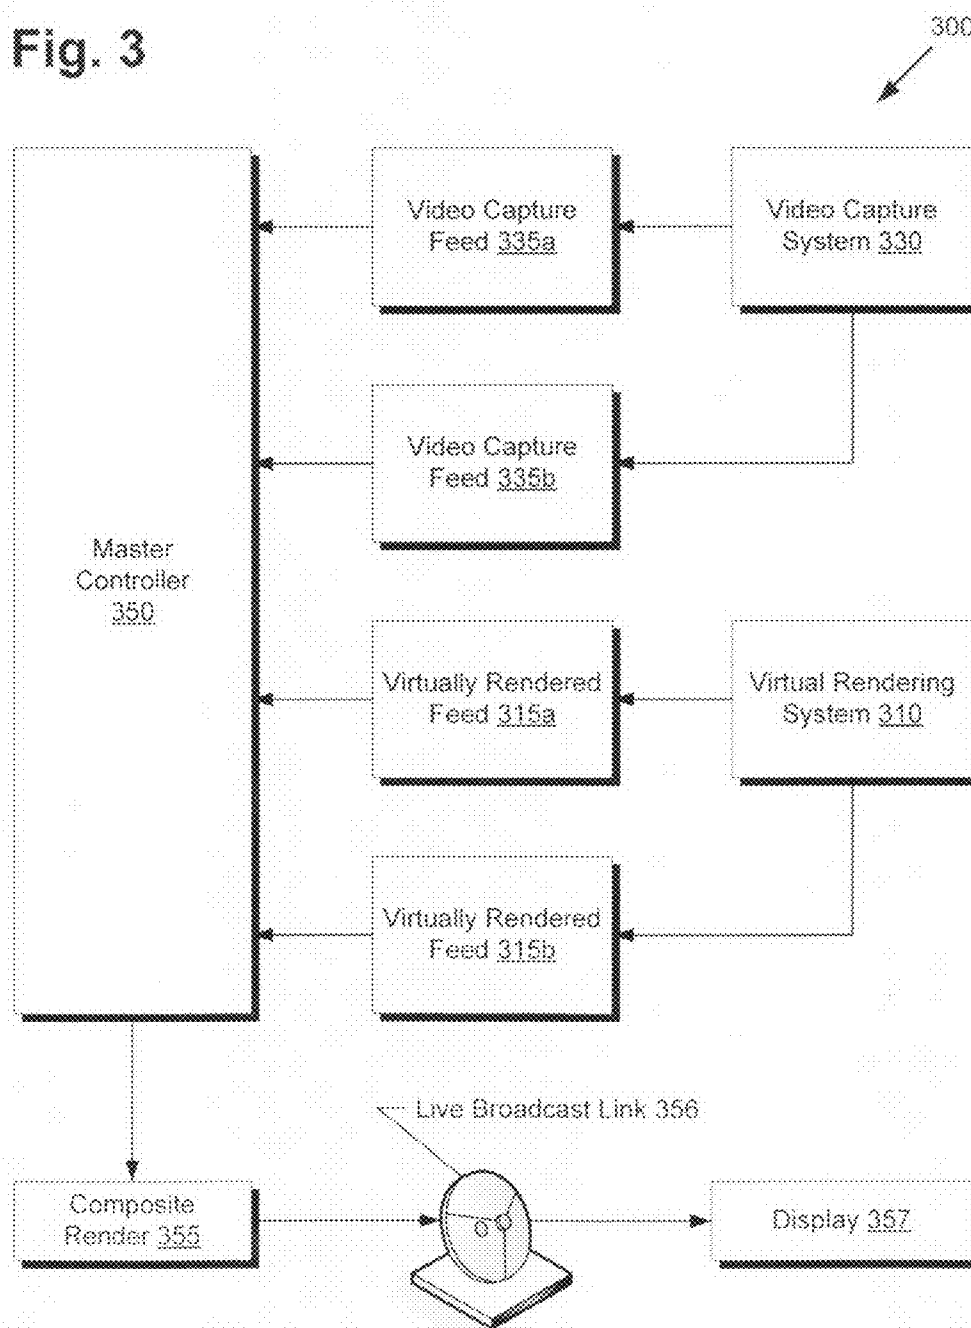 Fig. 3
300
Video Capture
Feed 335a
Video Capture
System 330
Video Capture
Feed 335b
Master
Controller
350
Virtually Rendered
Feed 315a
Virtual Rendering
System 310
Virtually Rendered
Feed 315b
Live Broadcast Link 356
Composite
Render 355
Display 357